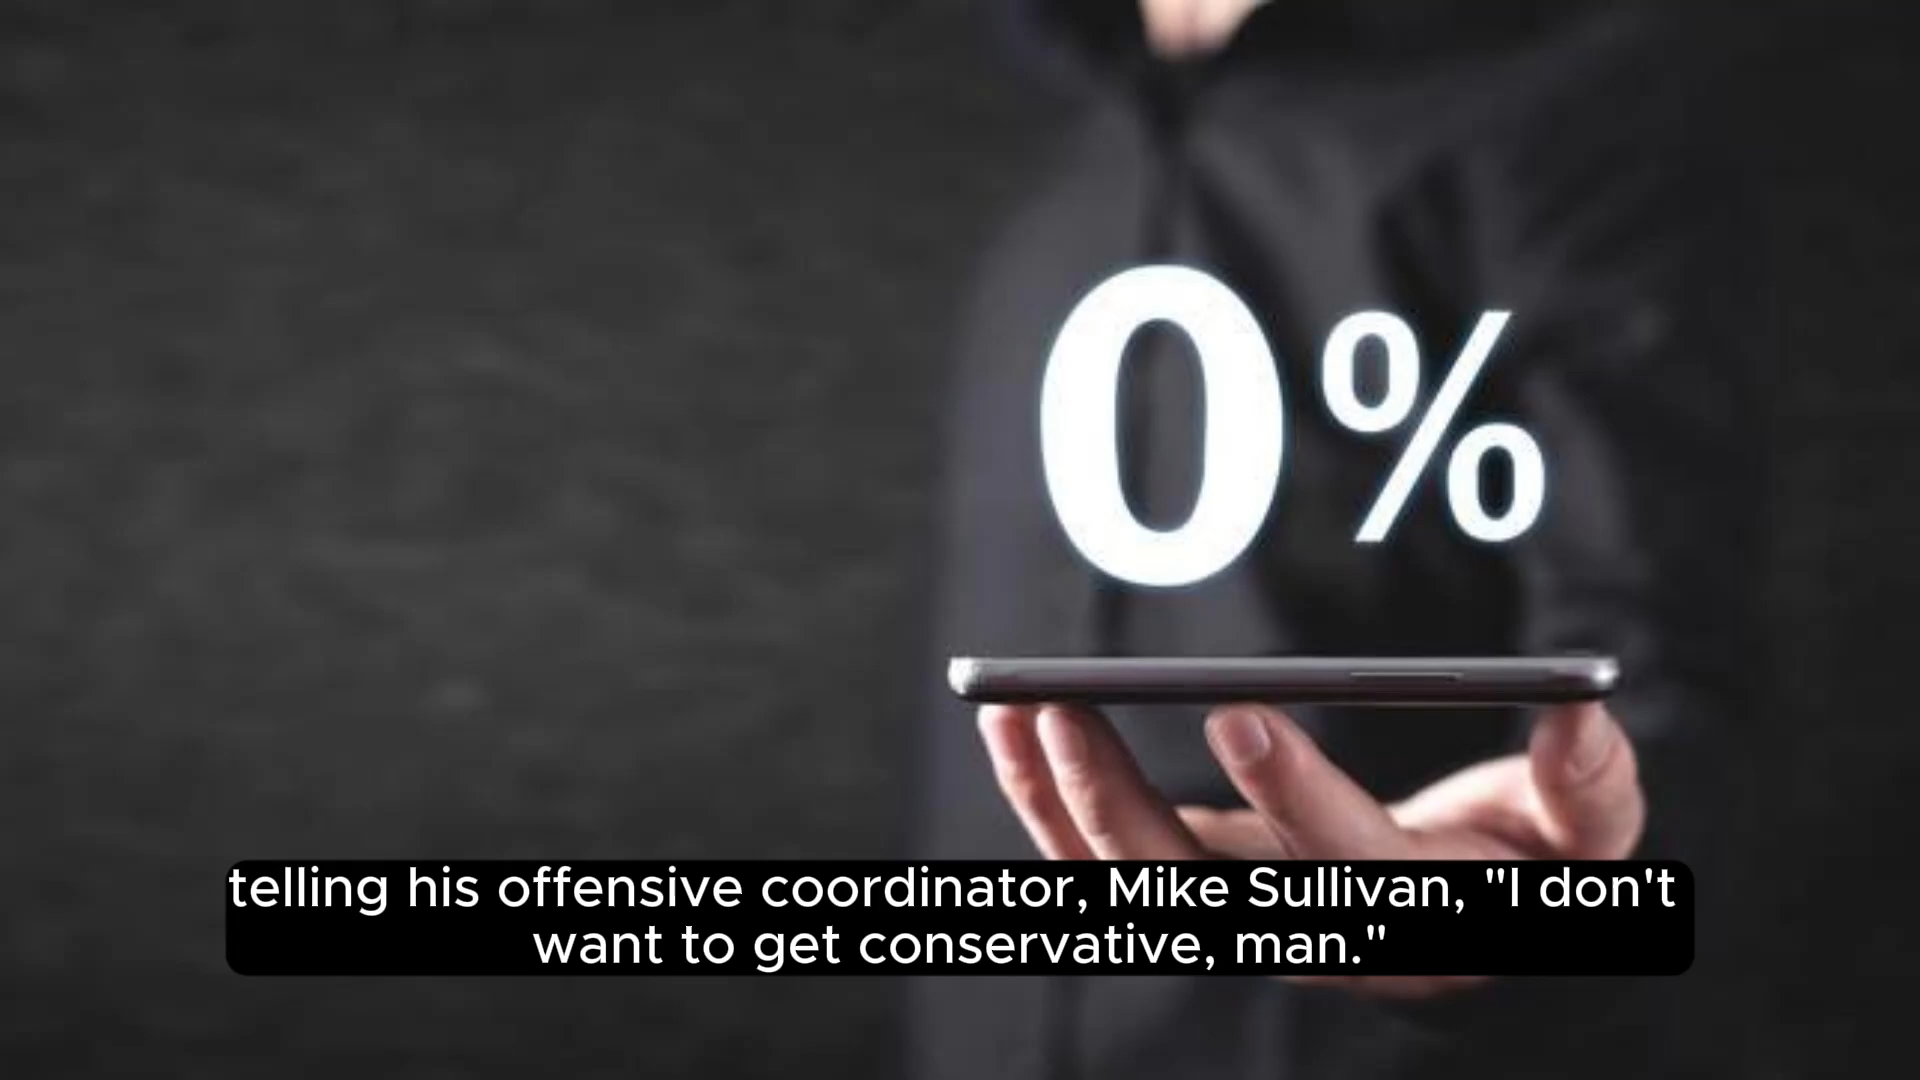 0%
telling his offensive coordinator, Mike Sullivan, "I don't
want to get conservative, man."